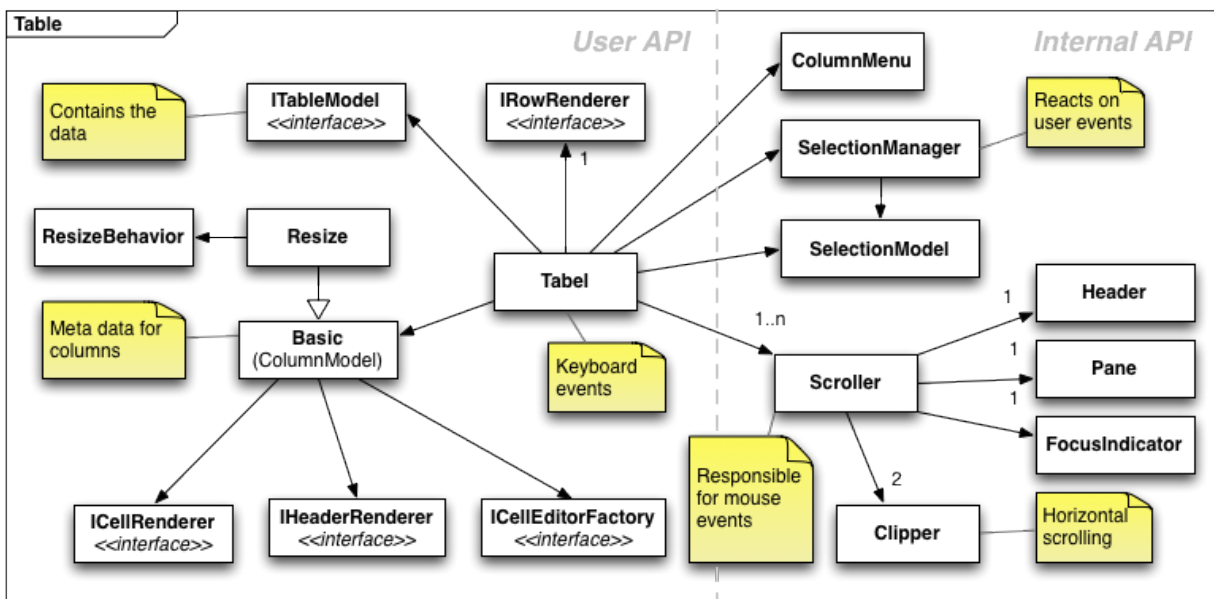 Table
User API
Internal API
Contains the
data
ITableModel
<<interface>>
IRowRenderer
<<interface>>
1
ColumnMenu
Reacts on
user events
SelectionManager
ResizeBehavior
Resize
SelectionModel
Tabel
Meta data for
columns
Basic
(ColumnModel)
Keyboard
events
1..n
Scroller
1
Header
1
Pane
1
FocusIndicator
2
Responsible
for mouse
events
Clipper
Horizontal
scrolling
ICellRenderer
<<interface>>
IHeaderRenderer
<<interface>>
ICellEditorFactory
<<interface>>